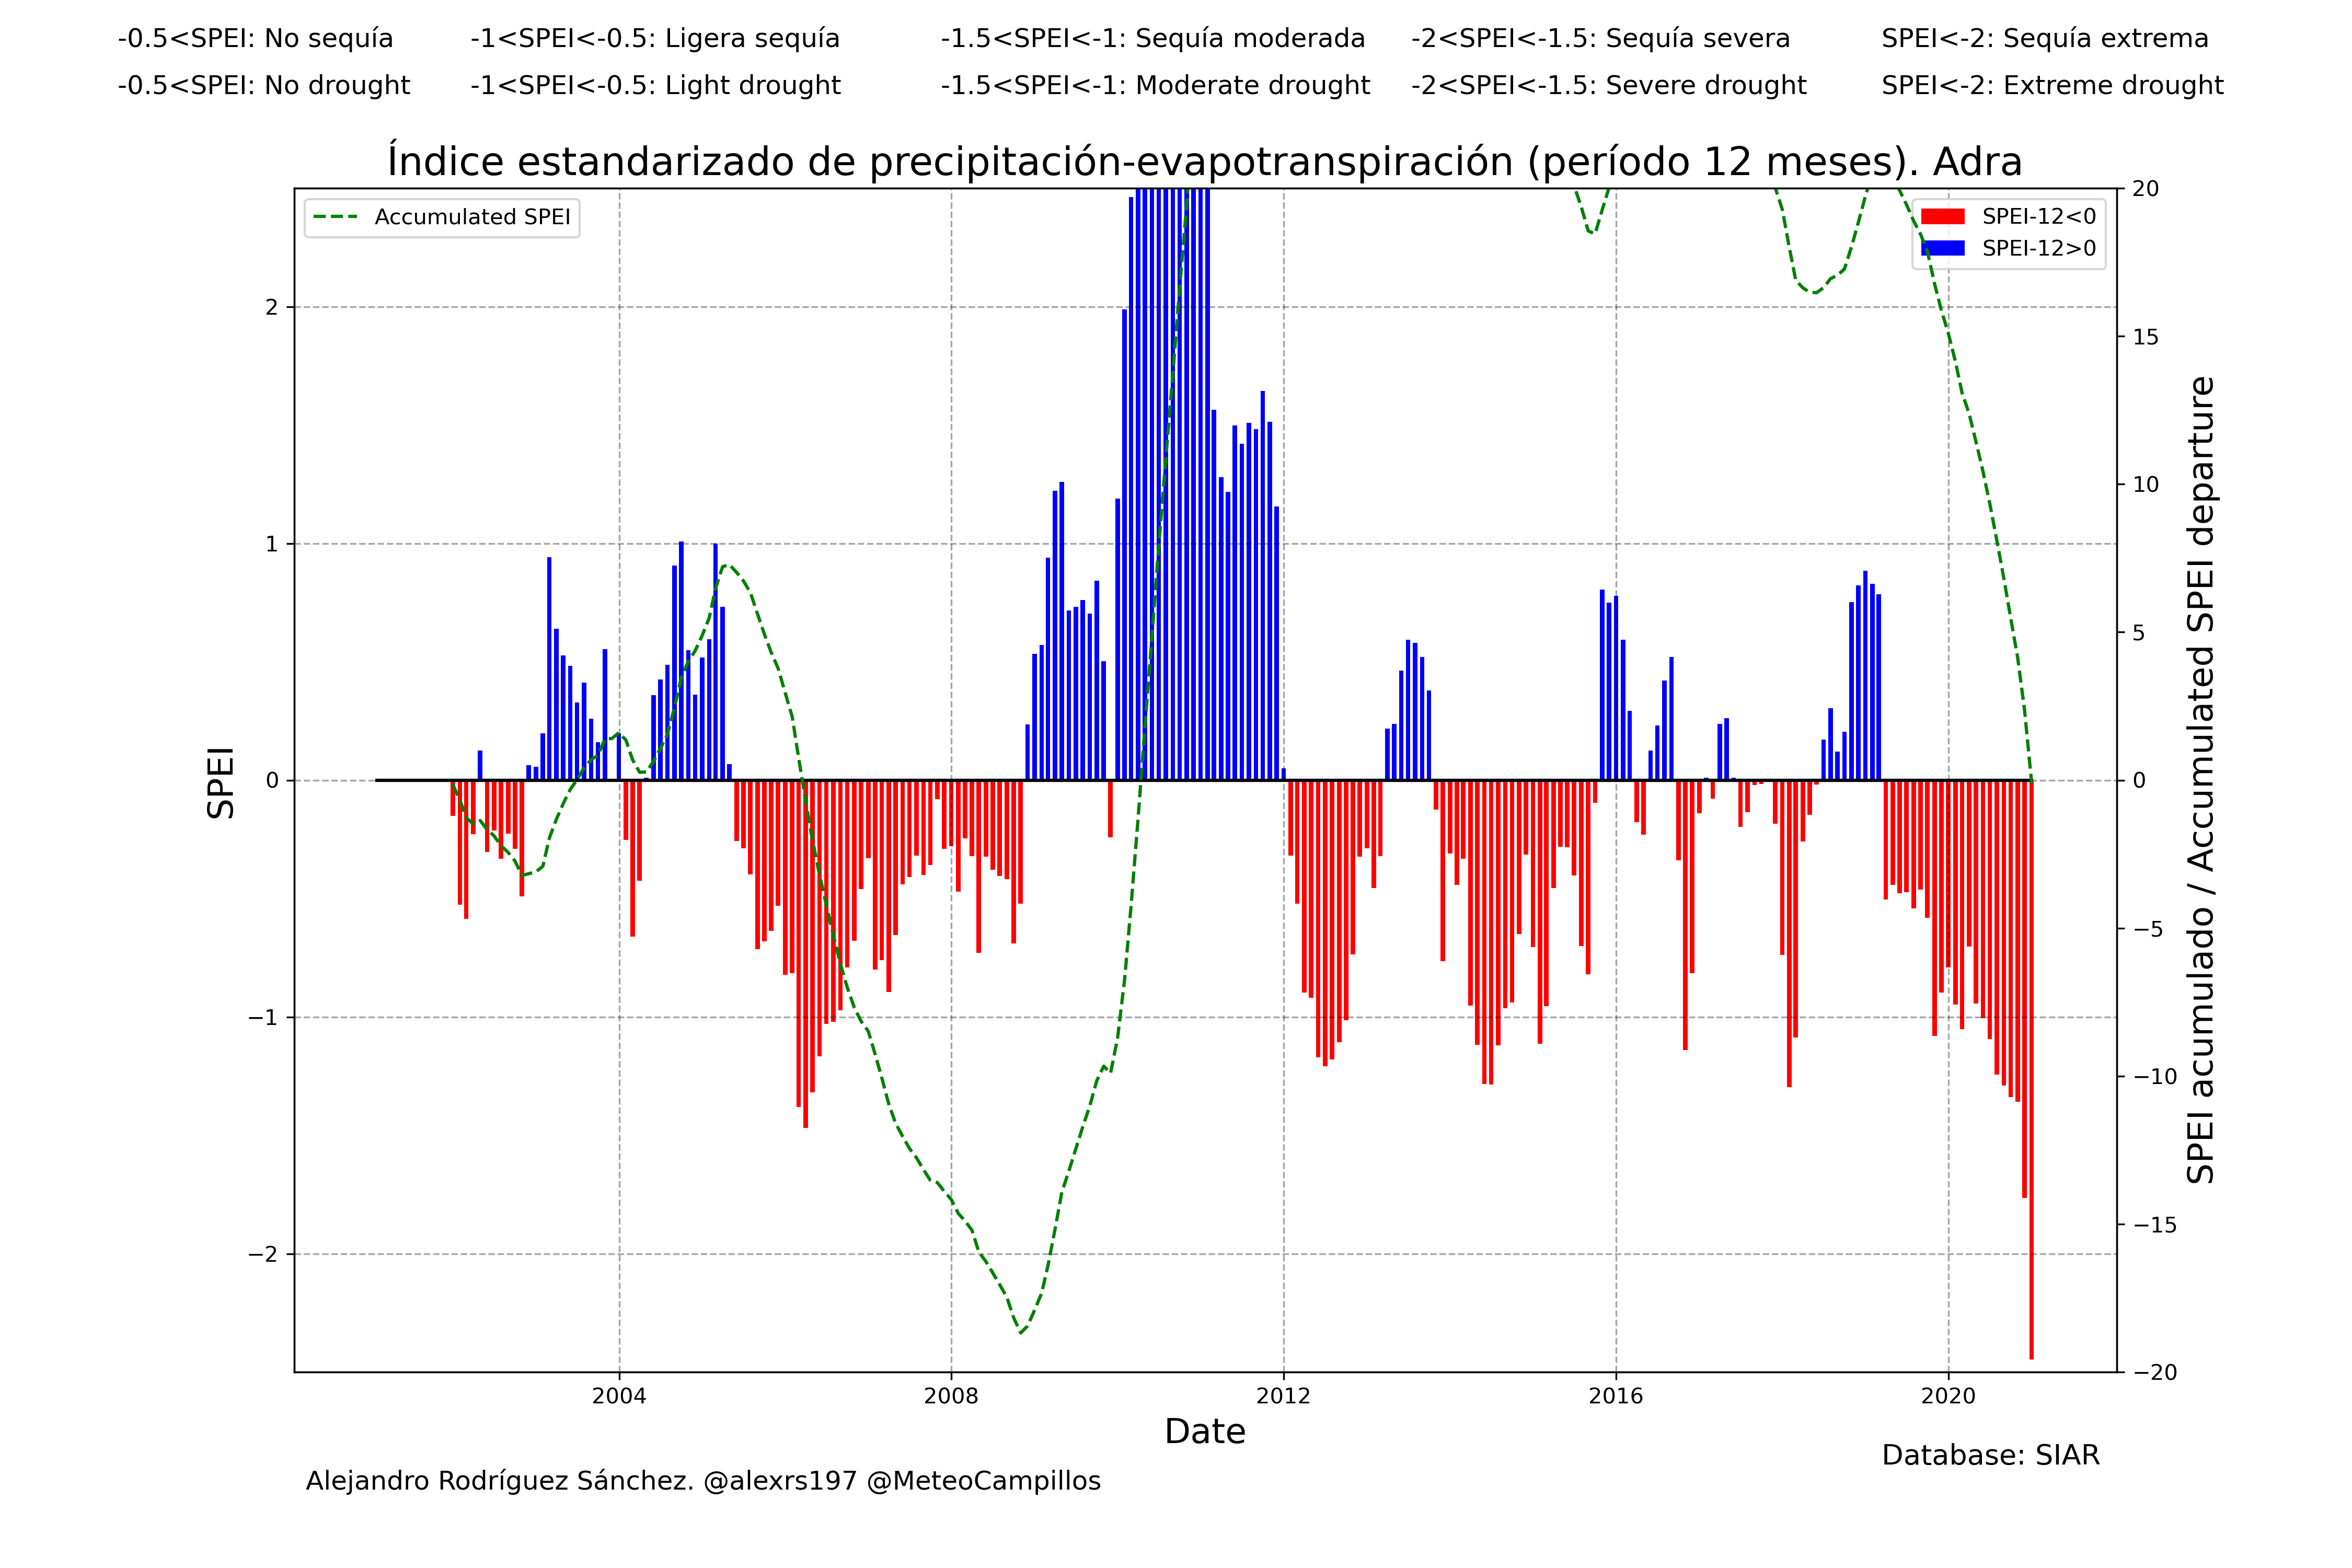 -0.5<SPEI: No sequía -1<SPEI<-0.5: Ligera sequía -1.5<SPEI<-1: Sequía moderada -2<SPEI<-1.5: Sequía severa SPEI<-2: Sequía extrema
-0.5<SPEI: No drought -1<SPEI<-0.5: Light drought -1.5<SPEI<-1: Moderate drought -2<SPEI<-1.5: Severe drought SPEI<-2: Extreme drought
Índice estandarizado de precipitación-evapotranspiración (período 12 meses). Adra
Accumulated SPEI
SPEI-12<0
SPEI-12>0
SPEI
2
1
0
−1
−2
20
15
10
5
0
−5
−10
−15
−20
SPEI acumulado / Accumulated SPEI departure
2004 2008 2012 2016 2020
Date
Database: SIAR
Alejandro Rodríguez Sánchez. @alexrs197 @MeteoCampillos